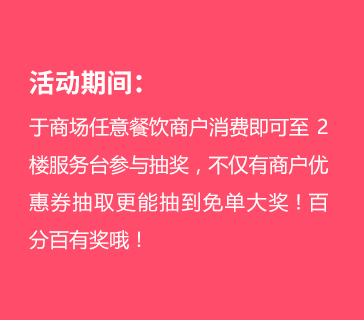 活动期间：
于商场任意餐饮商户消费即可至 2
楼服务台参与抽奖，不仅有商户优
惠券抽取更能抽到免单大奖！百
分百有奖哦！